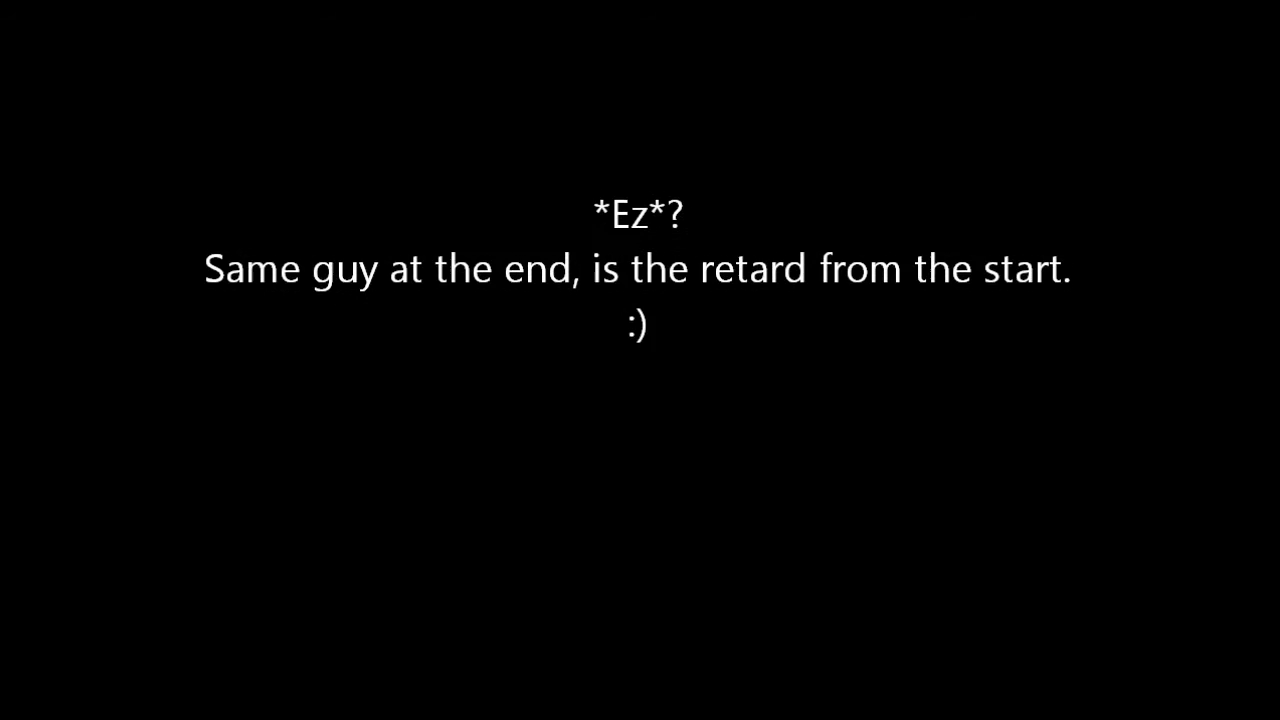 *Ez*?
Same guy at the end, is the retard from the start.
:)